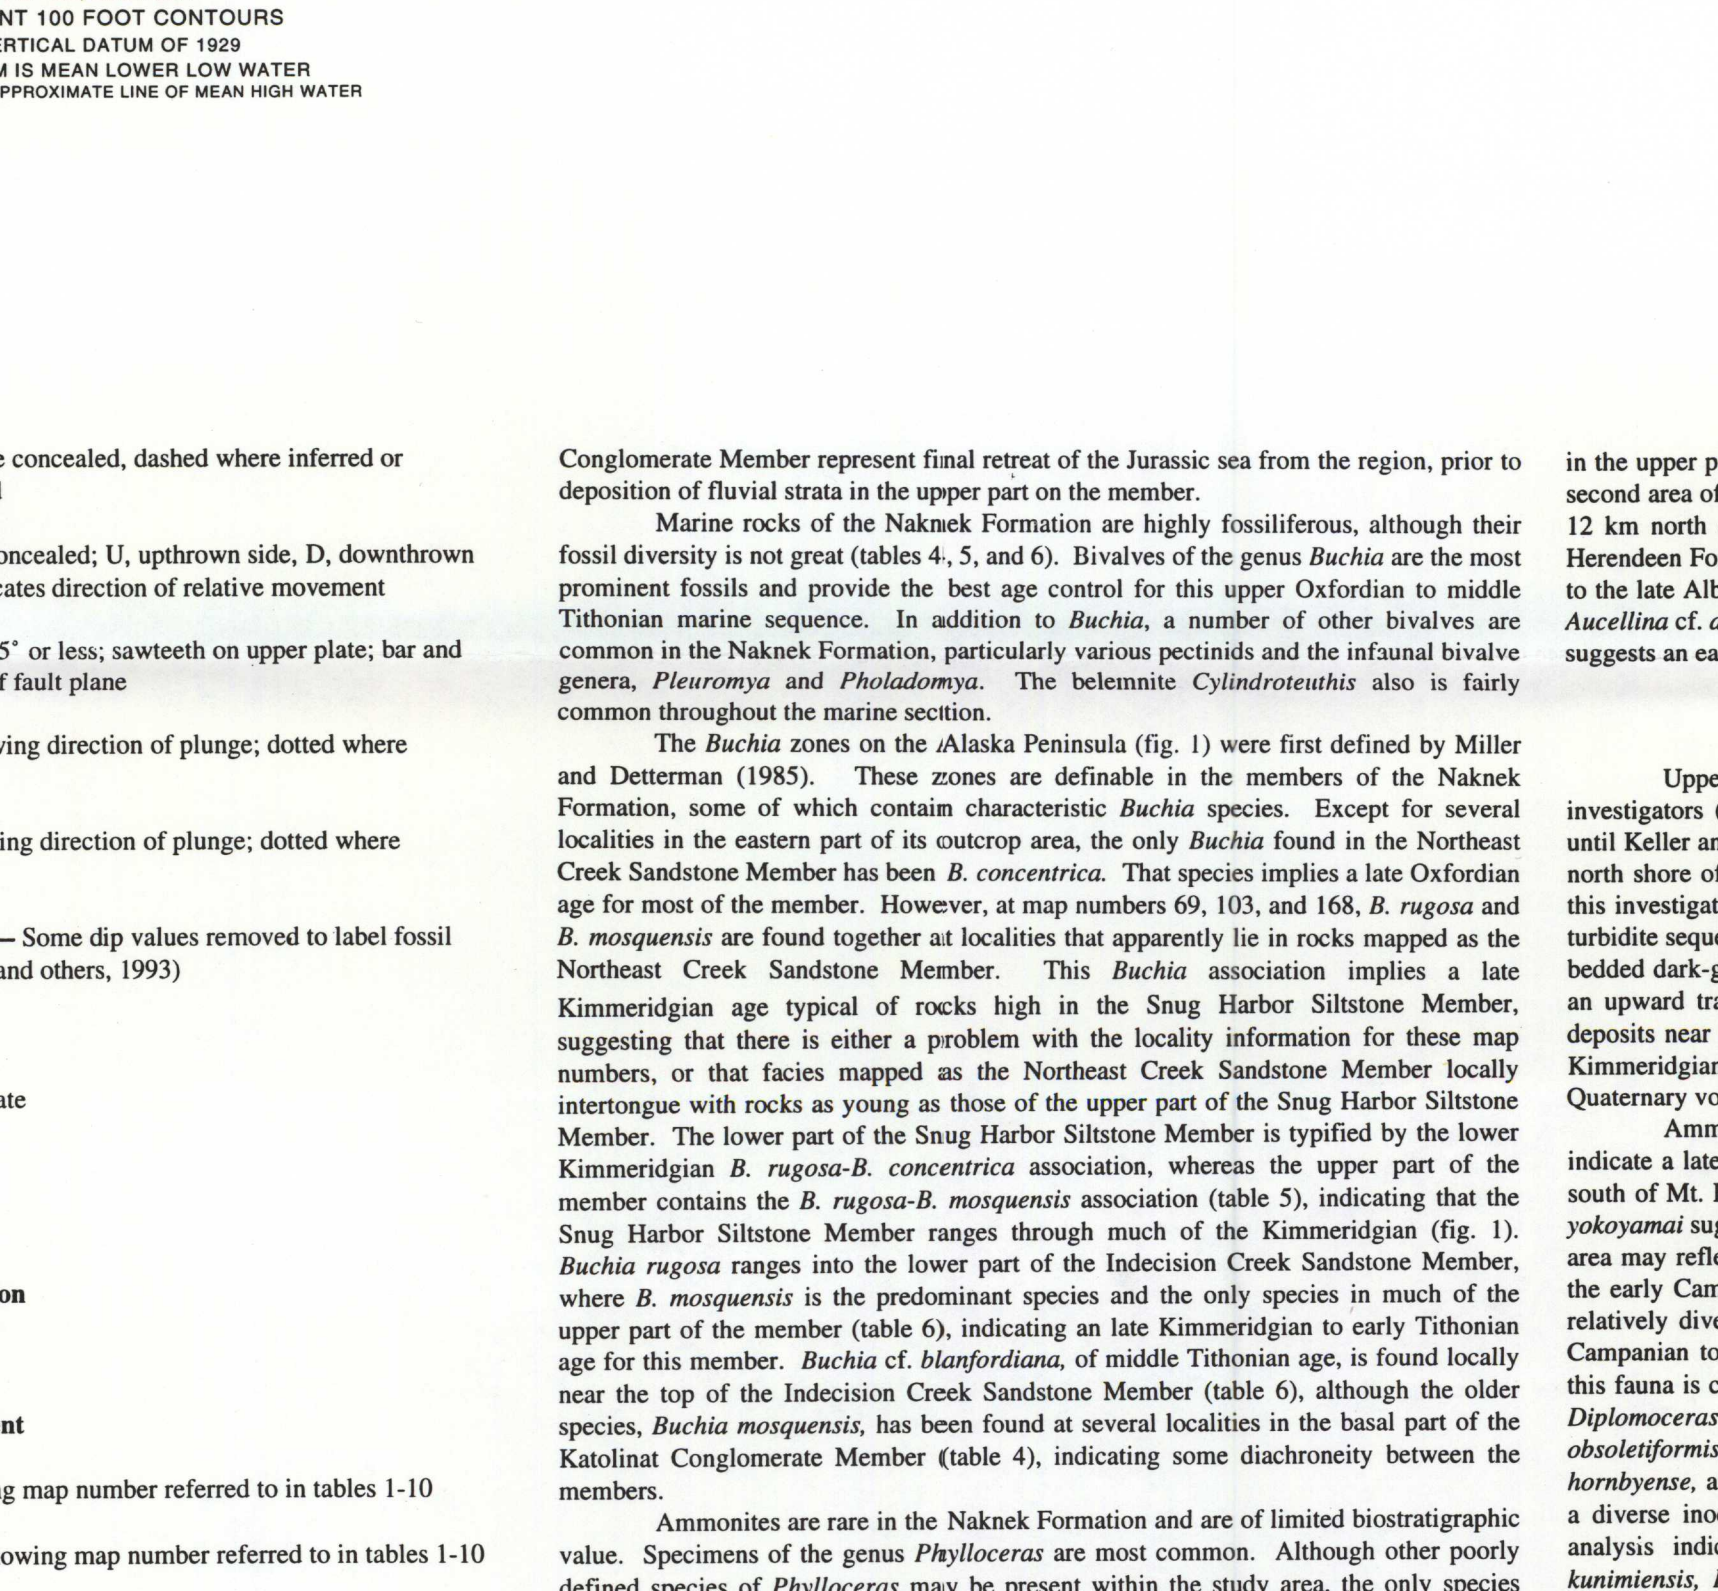 NT 100 FOOT CONTOURS
ERTICAL DATUM OF 1929
M IS MEAN LOWER LOW WATER
PPROXIMATE LINE OF MEAN HIGH WATER
e concealed, dashed where inferred or
oncealed; U, upthrown side, D, downthrown
cates direction of relative movement
5° or less; sawteeth on upper plate; bar and
f fault plane
ving direction of plunge; dotted where
ing direction of plunge; dotted where
— Some dip values removed to label fossil
and others, 1993)
ate
on
nt
g map number referred to in tables 1-10
owing map number referred to in tables 1-10
Conglomerate Member represent final retreat of the Jurassic sea from the region, prior to
deposition of fluvial strata in the upper part on the member.
Marine rocks of the Naknek Formation are highly fossiliferous, although their
fossil diversity is not great (tables 4, 5, and 6). Bivalves of the genus Buchia are the most
prominent fossils and provide the best age control for this upper Oxfordian to middle
Tithonian marine sequence. In addition to Buchia, a number of other bivalves are
common in the Naknek Formation, particularly various pectinids and the infaunal bivalve
genera, Pleuromya and Pholadomya. The belemnite Cylindroteuthis also is fairly
common throughout the marine section.
The Buchia zones on the Alaska Peninsula (fig. 1) were first defined by Miller
and Detterman (1985). These zones are definable in the members of the Naknek
Formation, some of which contain characteristic Buchia species. Except for several
localities in the eastern part of its outcrop area, the only Buchia found in the Northeast
Creek Sandstone Member has been B. concentrica. That species implies a late Oxfordian
age for most of the member. However, at map numbers 69, 103, and 168, B. rugosa and
B. mosquensis are found together at localities that apparently lie in rocks mapped as the
Northeast Creek Sandstone Member. This Buchia association implies a late
Kimmeridgian age typical of rocks high in the Snug Harbor Siltstone Member,
suggesting that there is either a problem with the locality information for these map
numbers, or that facies mapped as the Northeast Creek Sandstone Member locally
intertongue with rocks as young as those of the upper part of the Snug Harbor Siltstone
Member. The lower part of the Snug Harbor Siltstone Member is typified by the lower
Kimmeridgian B. rugosa-B. concentrica association, whereas the upper part of the
member contains the B. rugosa-B. mosquensis association (table 5), indicating that the
Snug Harbor Siltstone Member ranges through much of the Kimmeridgian (fig. 1).
Buchia rugosa ranges into the lower part of the Indecision Creek Sandstone Member,
where B. mosquensis is the predominant species and the only species in much of the
upper part of the member (table 6), indicating an late Kimmeridgian to early Tithonian
age for this member. Buchia cf. blanfordiana, of middle Tithonian age, is found locally
near the top of the Indecision Creek Sandstone Member (table 6), although the older
species, Buchia mosquensis, has been found at several localities in the basal part of the
Katolinat Conglomerate Member (table 4), indicating some diachroneity between the
members.
Ammonites are rare in the Naknek Formation and are of limited biostratigraphic
value. Specimens of the genus Phylloceras are most common. Although other poorly
defined species of Phylloceras may be present within the study area, the only species
in the upper p
second area of
12 km north
Herendeen Fo
to the late Alb
Aucellina cf. a
suggests an ea
Uppe
investigators (
until Keller an
north shore of
this investigat
turbidite seque
bedded dark-g
an upward tra
deposits near
Kimmeridgian
Quaternary vo
Amm
indicate a late
south of Mt.
yokoyamai sug
area may refle
the early Cam
relatively dive
Campanian to
this fauna is c
Diplomoceras
obsoletiformis
hornbyense, a
a diverse inoc
analysis indic
kunimiensis,